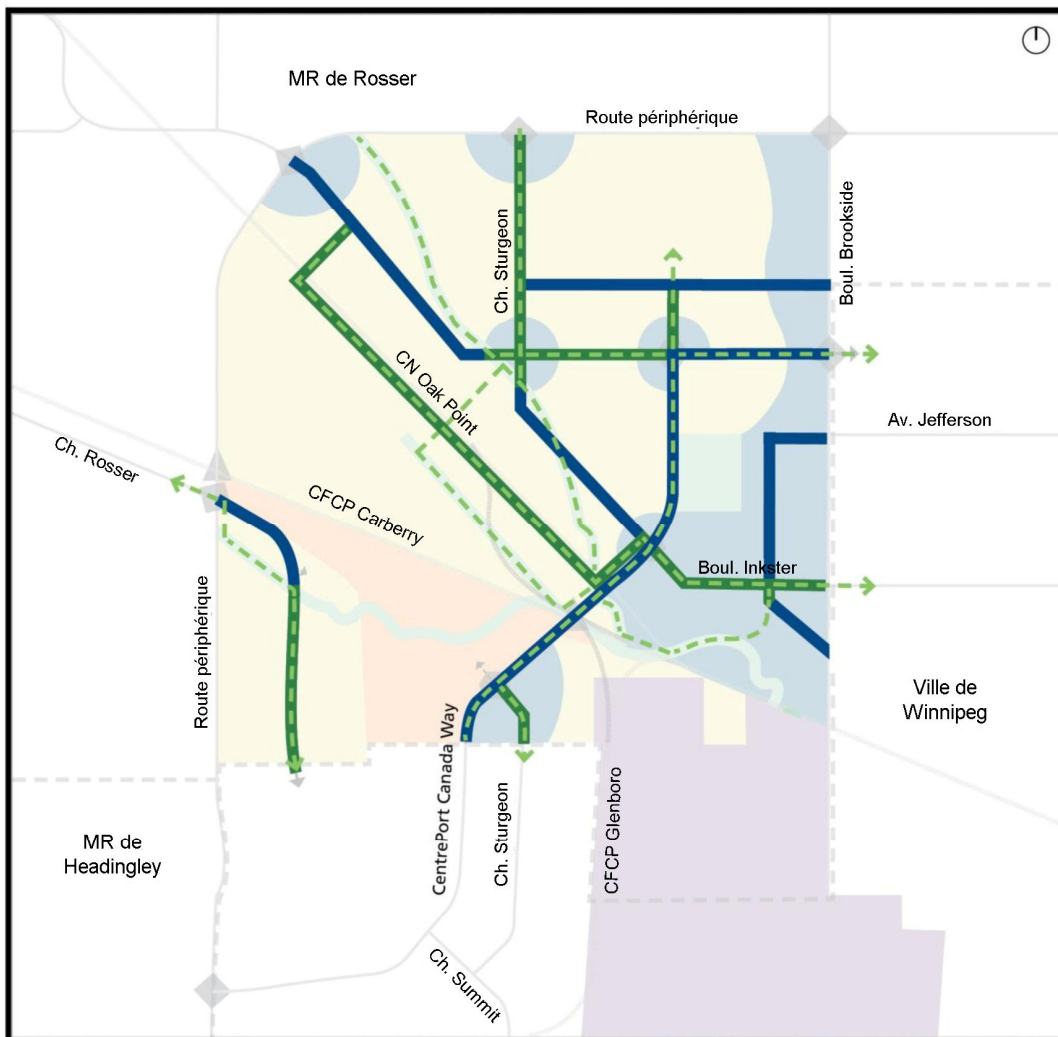 MR de Rosser
Route périphérique
Boul. Brookside
Ch. Sturgeon
CN Oak Point
Av. Jefferson
Ch. Rosser
CFCP Carberry
Boul. Inkster
Route périphérique
Ville de
Winnipeg
CentrePort Canada Way
Ch. Sturgeon
CFCP Glenboro
MR de
Headingley
Ch. Summit